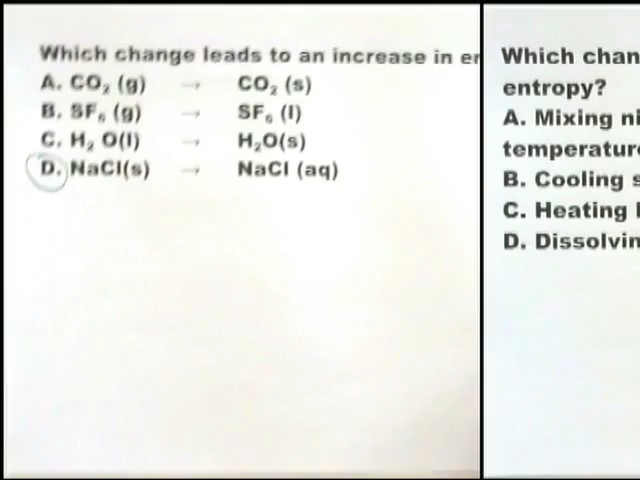 Which change leads to an increase in er
A. CO₂ (g) → CO₂ (s)
B. SF₆ (g) → SF₆ (l)
C. H₂ O(l) → H₂O(s)
D. NaCl(s) → NaCl (aq)
Which chan
entropy?
A. Mixing ni
temperature
B. Cooling s
C. Heating
D. Dissolvin